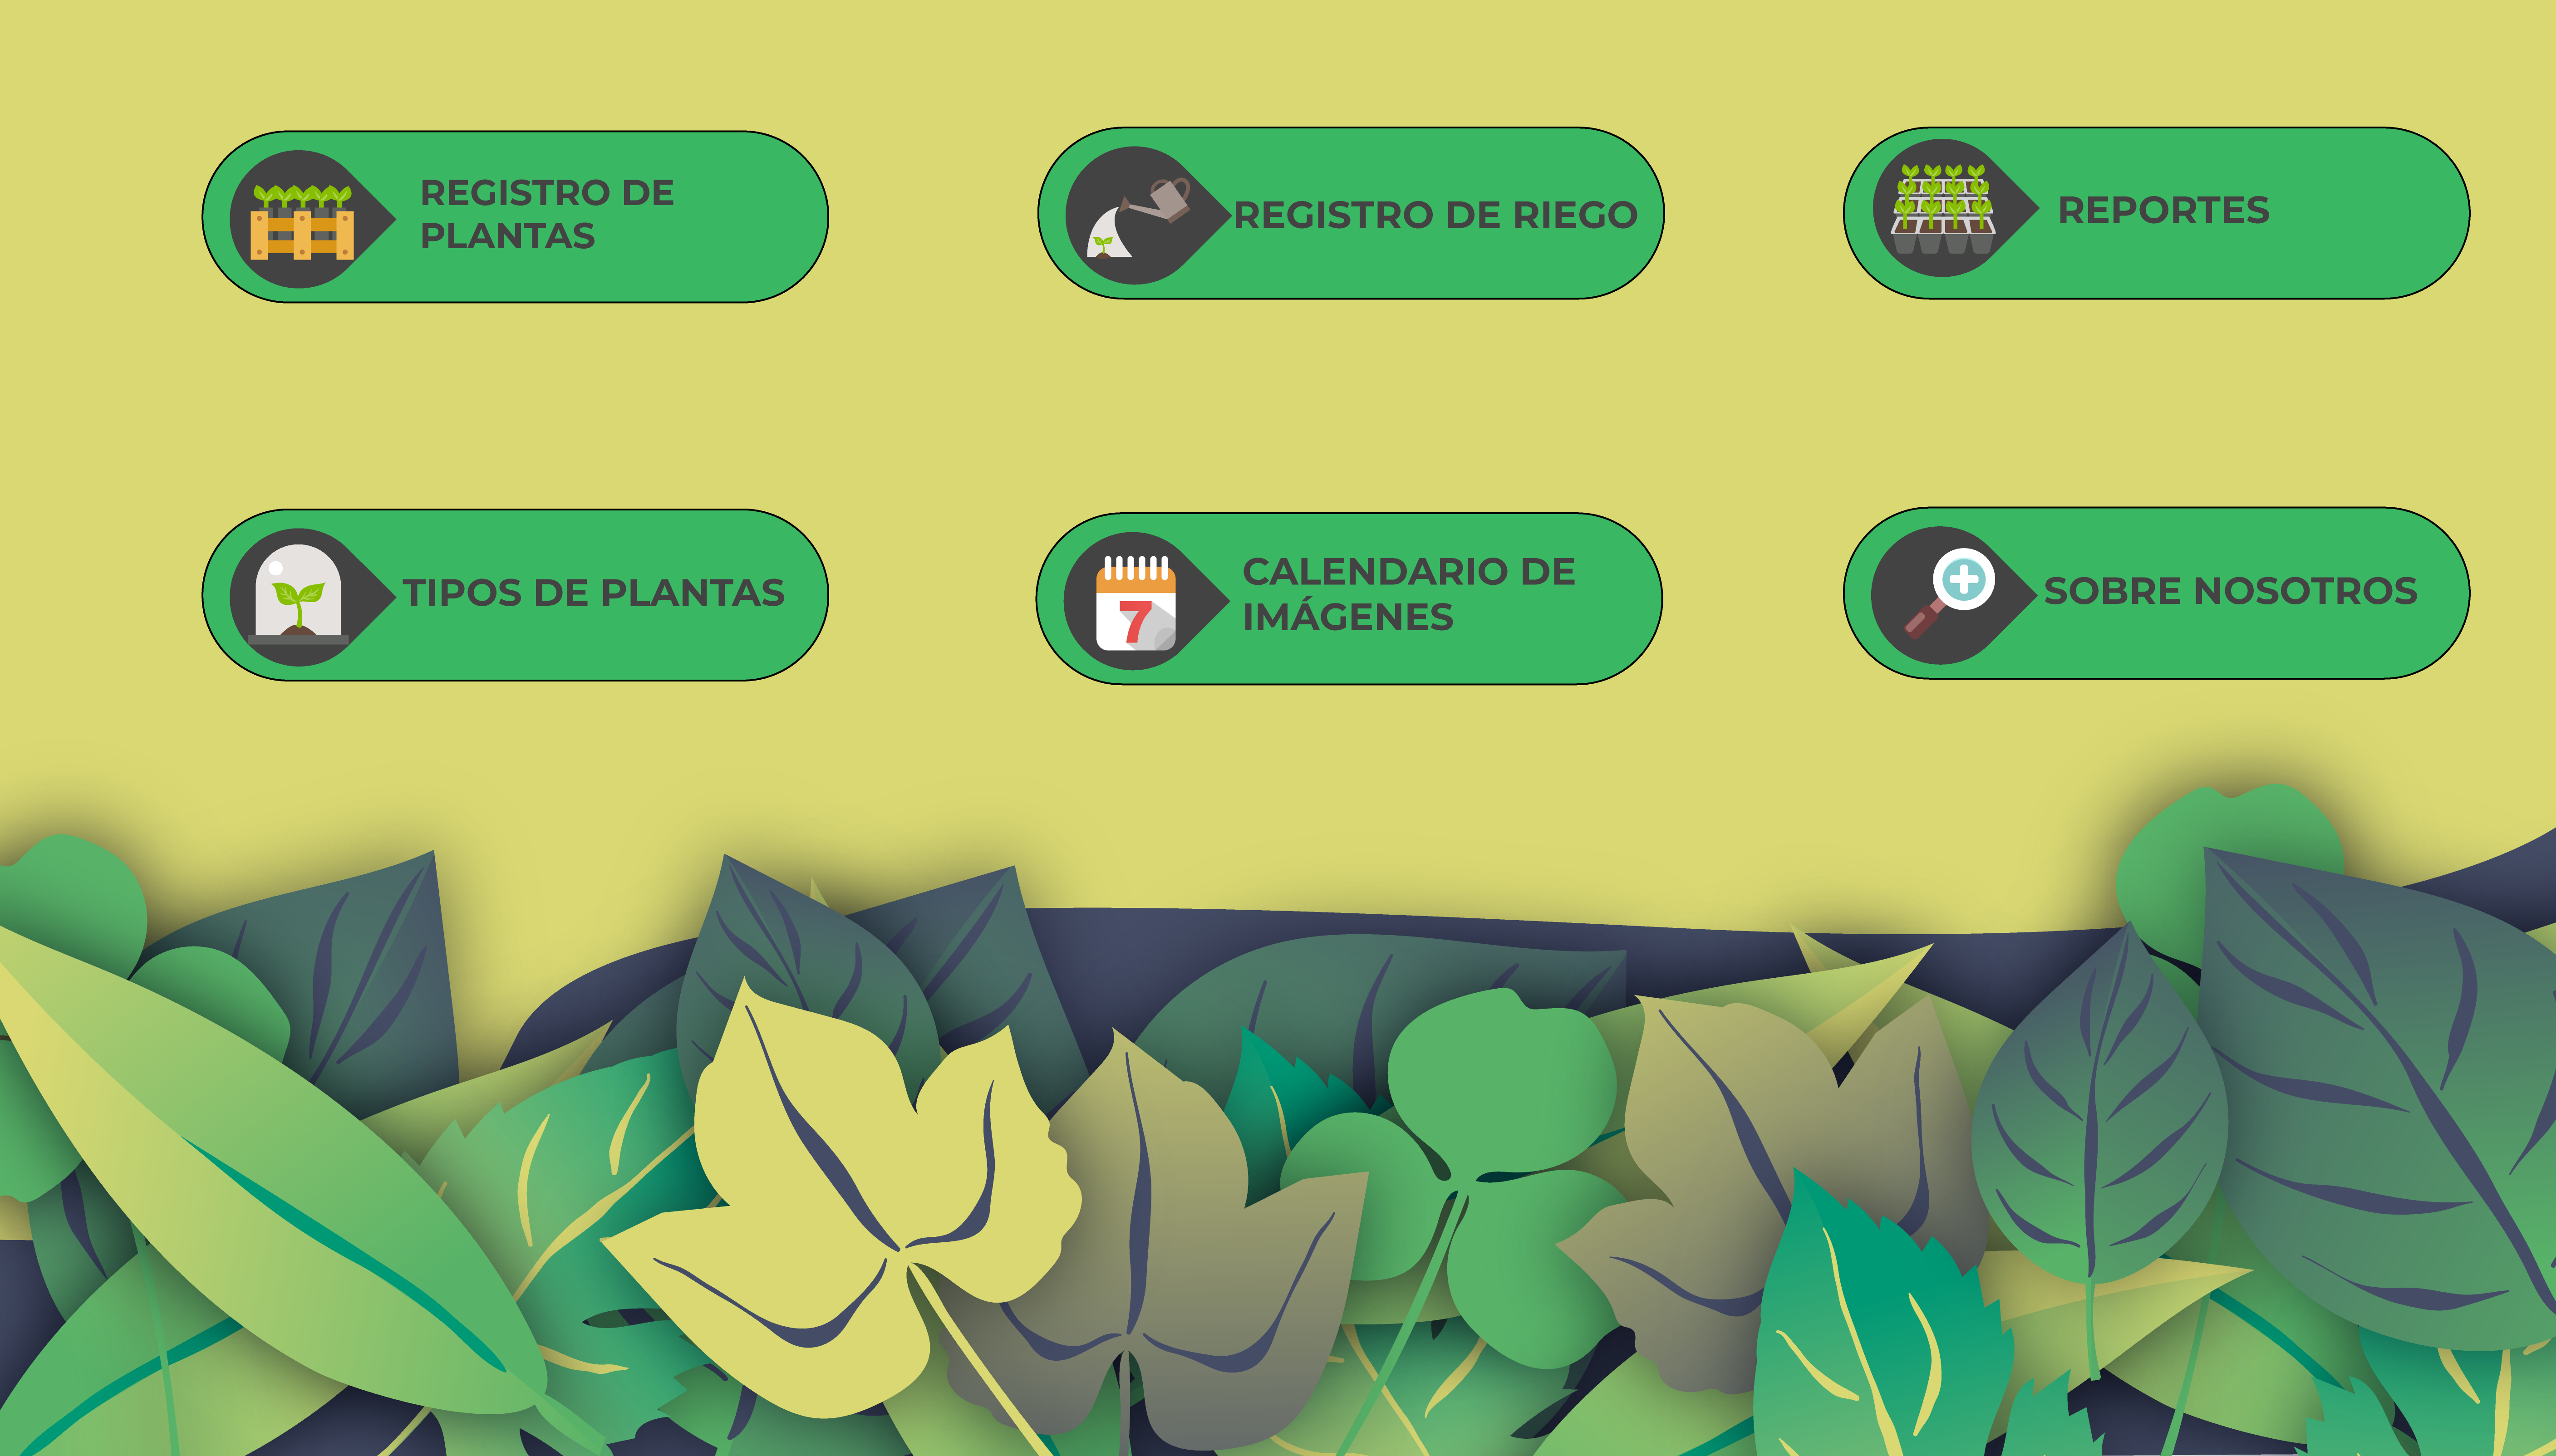 REGISTRO DE
PLANTAS
REGISTRO DE RIEGO
REPORTES
TIPOS DE PLANTAS
7
CALENDARIO DE
IMÁGENES
SOBRE NOSOTROS